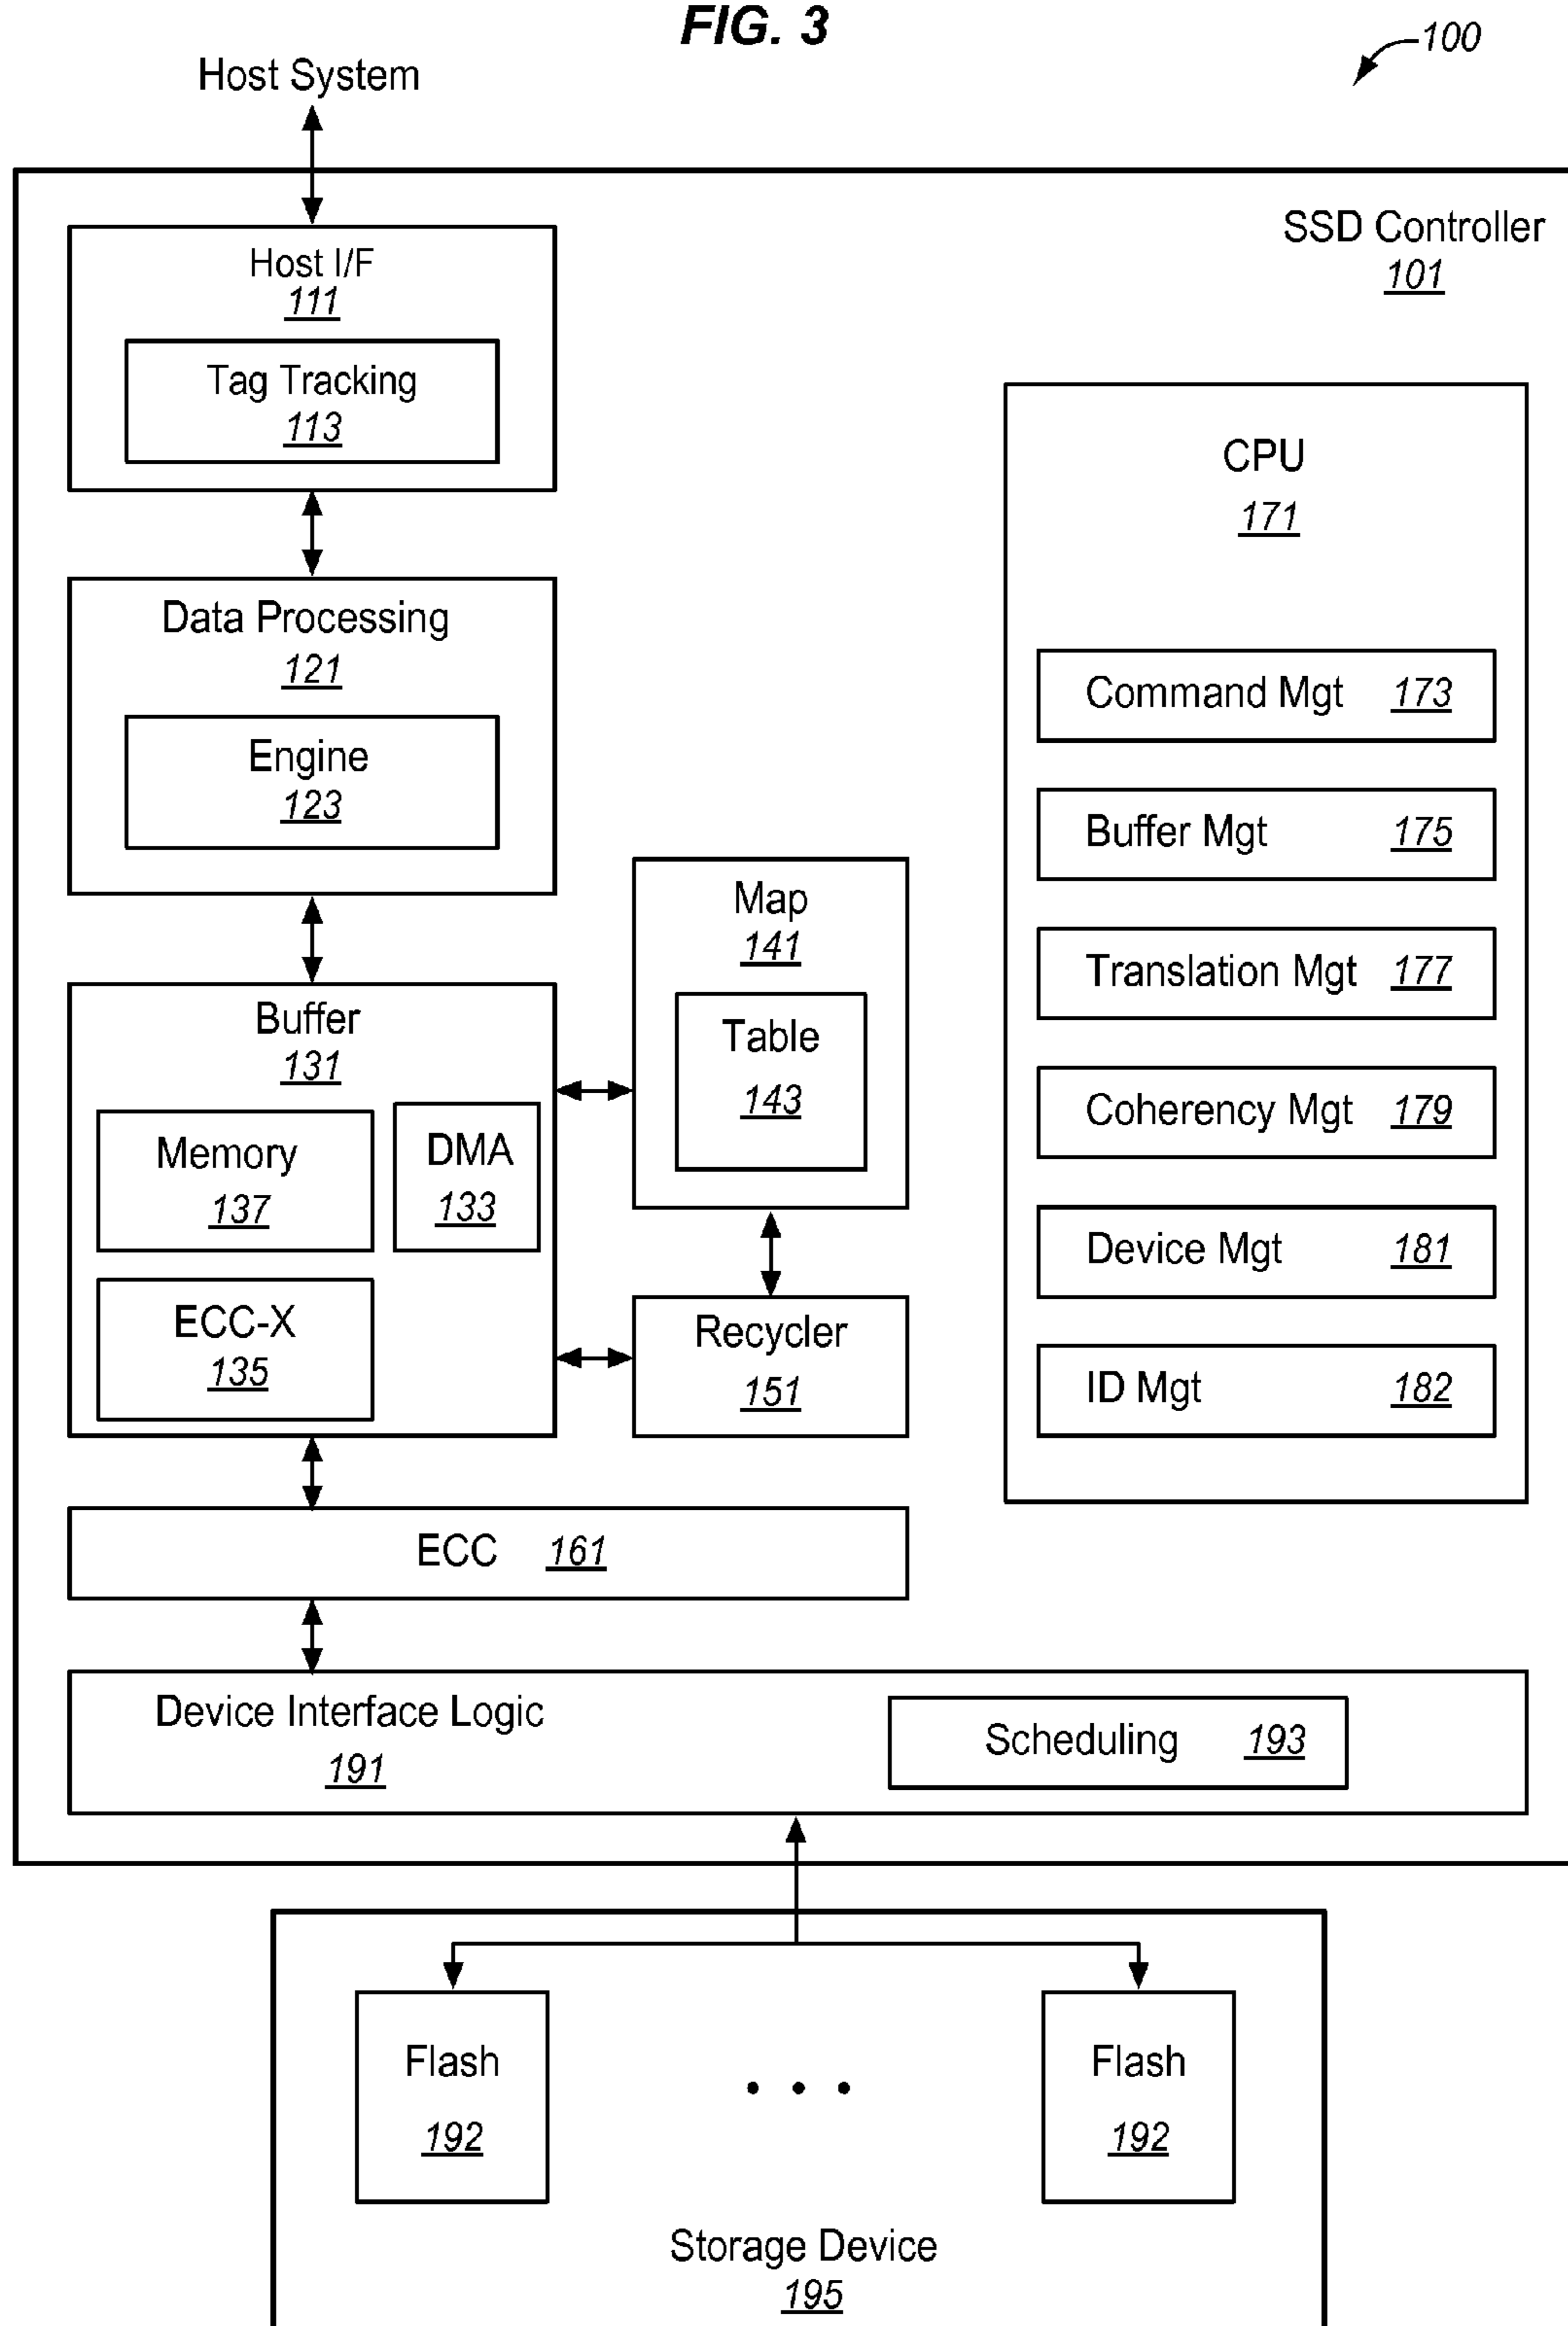 FIG. 3
100
Host System
SSD Controller
101
Host I/F
111
Tag Tracking
113
CPU
171
Data Processing
121
Engine
123
Command Mgt 173
Buffer Mgt 175
Translation Mgt 177
Coherency Mgt 179
Device Mgt 181
ID Mgt 182
Map
141
Table
143
Buffer
131
Memory
137
DMA
133
ECC-X
135
Recycler
151
ECC 161
Device Interface Logic
191
Scheduling 193
Flash
192
. . .
Flash
192
Storage Device
195